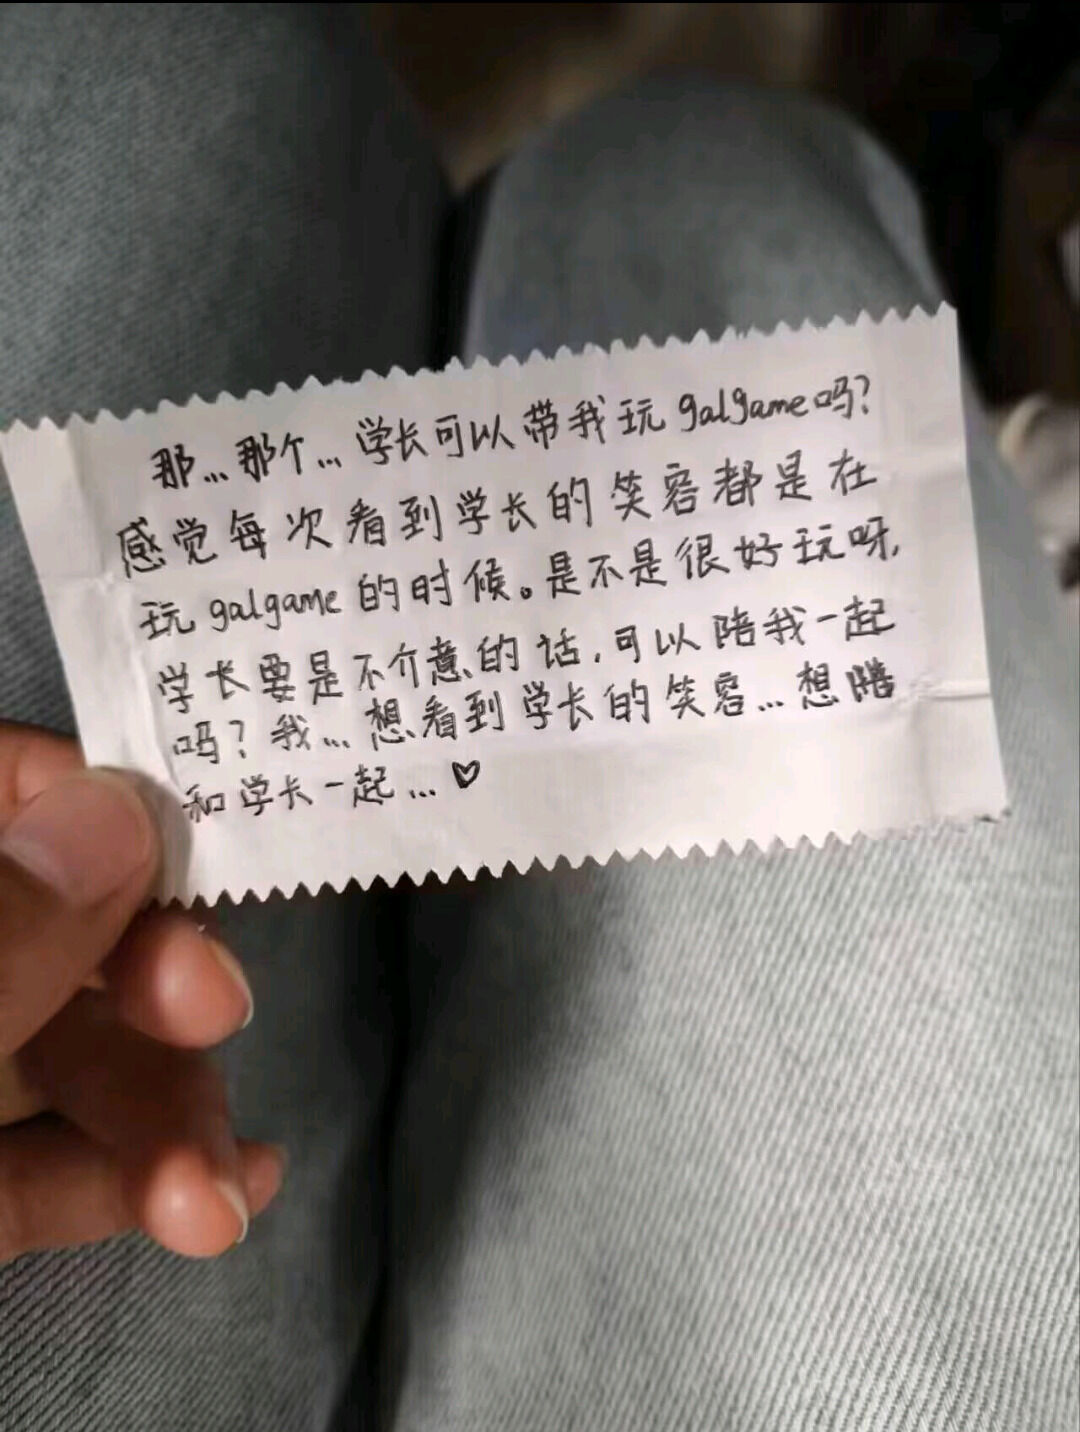 那...那个...学长可以带我玩galgame吗?
感觉每次看到学长的笑容都是在
玩galgame的时候。是不是很好玩呀,
学长要是不介意的话,可以陪我一起
吗?我...想看到学长的笑容...想
和学长一起...♡